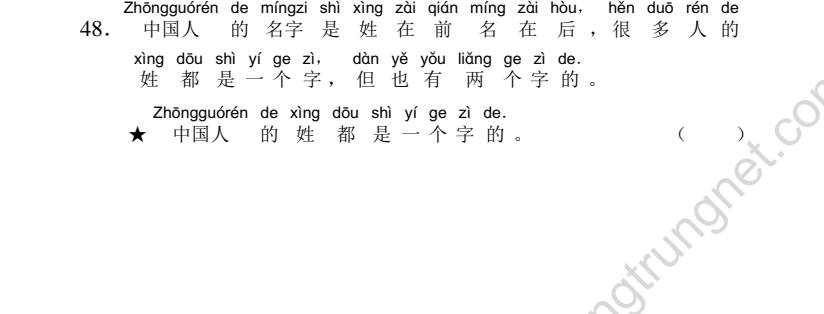 Zhōngguórén de míngzi shì xìng zài qián míng zài hòu, hěn duō rén de
48. 中国人 的 名字 是 姓 在 前 名 在 后 , 很 多 人 的
xìng dōu shì yí ge zì, dàn yě yǒu liǎng ge zì de.
姓 都 是 一 个 字 , 但 也 有 两 个 字 的 。
Zhōngguórén de xìng dōu shì yí ge zì de.
★ 中国人 的 姓 都 是 一 个 字 的 。 ( )
ngtrungnet.com